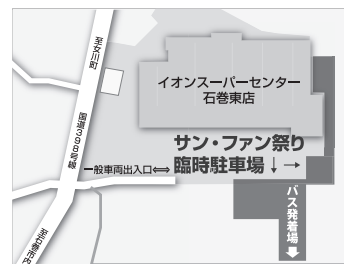 至女川町
イオンスーパーセンター
石巻東店
国道398号線
サン・ファン祭り
臨時駐車場↓→
一般車両出入口⇔
バス発着場
至石巻市内